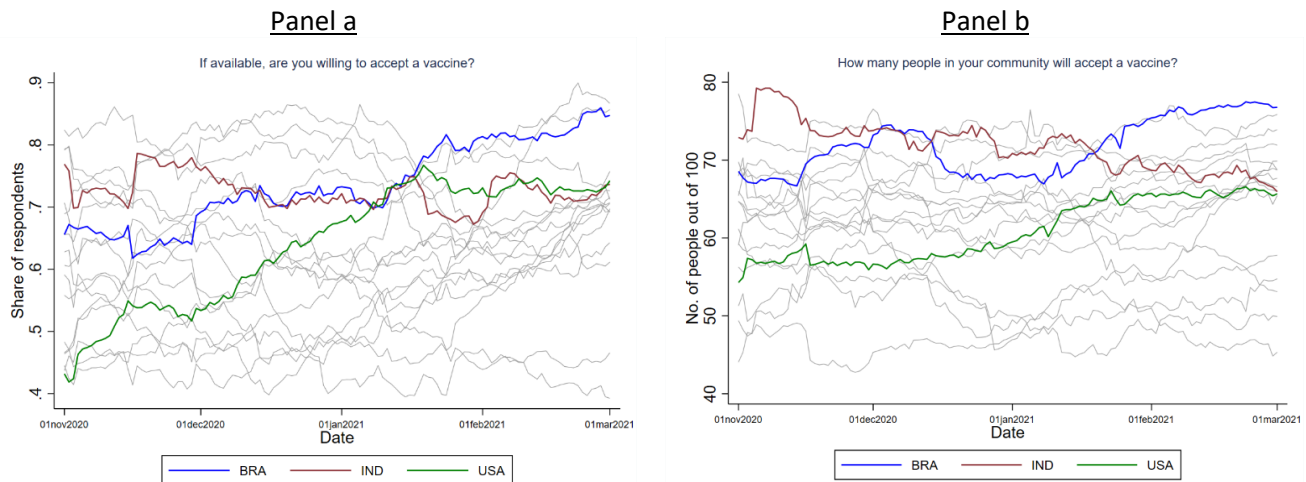 Panel a
If available, are you willing to accept a vaccine?
Share of respondents
.9
.8
.7
.6
.5
.4
01nov2020
01dec2020
01jan2021
01feb2021
01mar2021
Date
BRA
IND
USA
Panel b
How many people in your community will accept a vaccine?
No. of people out of 100
80
70
60
50
40
01nov2020
01dec2020
01jan2021
01feb2021
01mar2021
Date
BRA
IND
USA